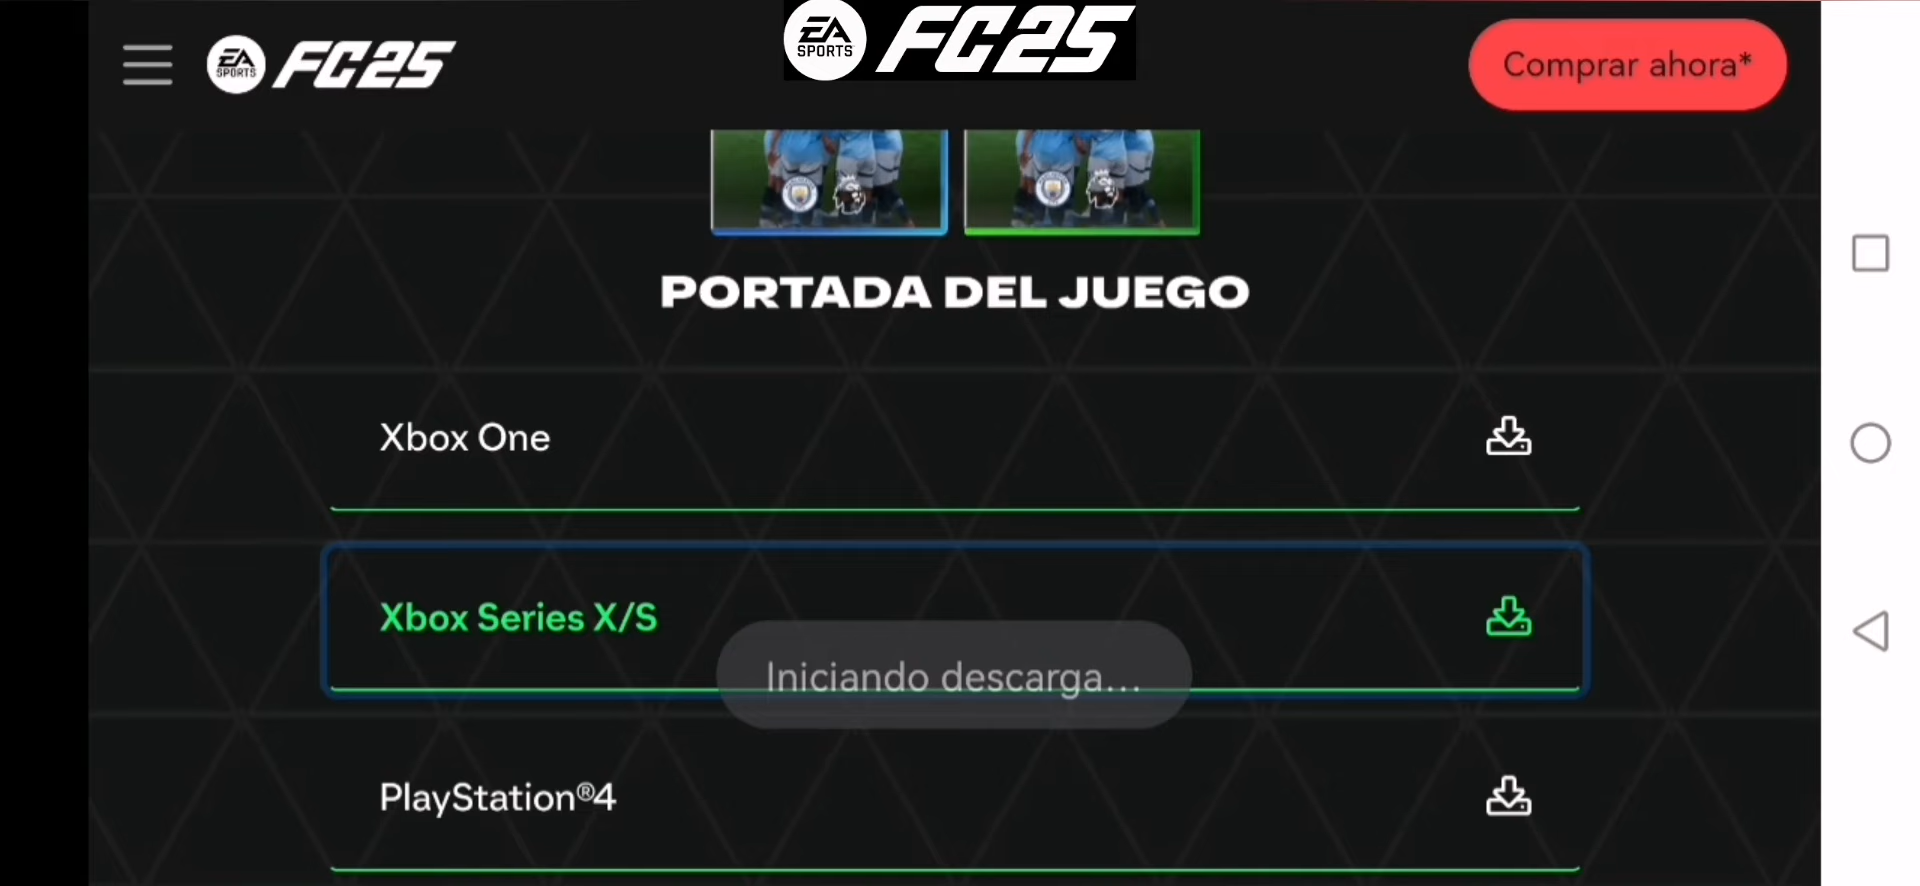 EA
SPORTS
FC25
EA
SPORTS
FC25
Comprar ahora*
PORTADA DEL JUEGO
Xbox One
Xbox Series X/S
Iniciando descarga...
PlayStation®4